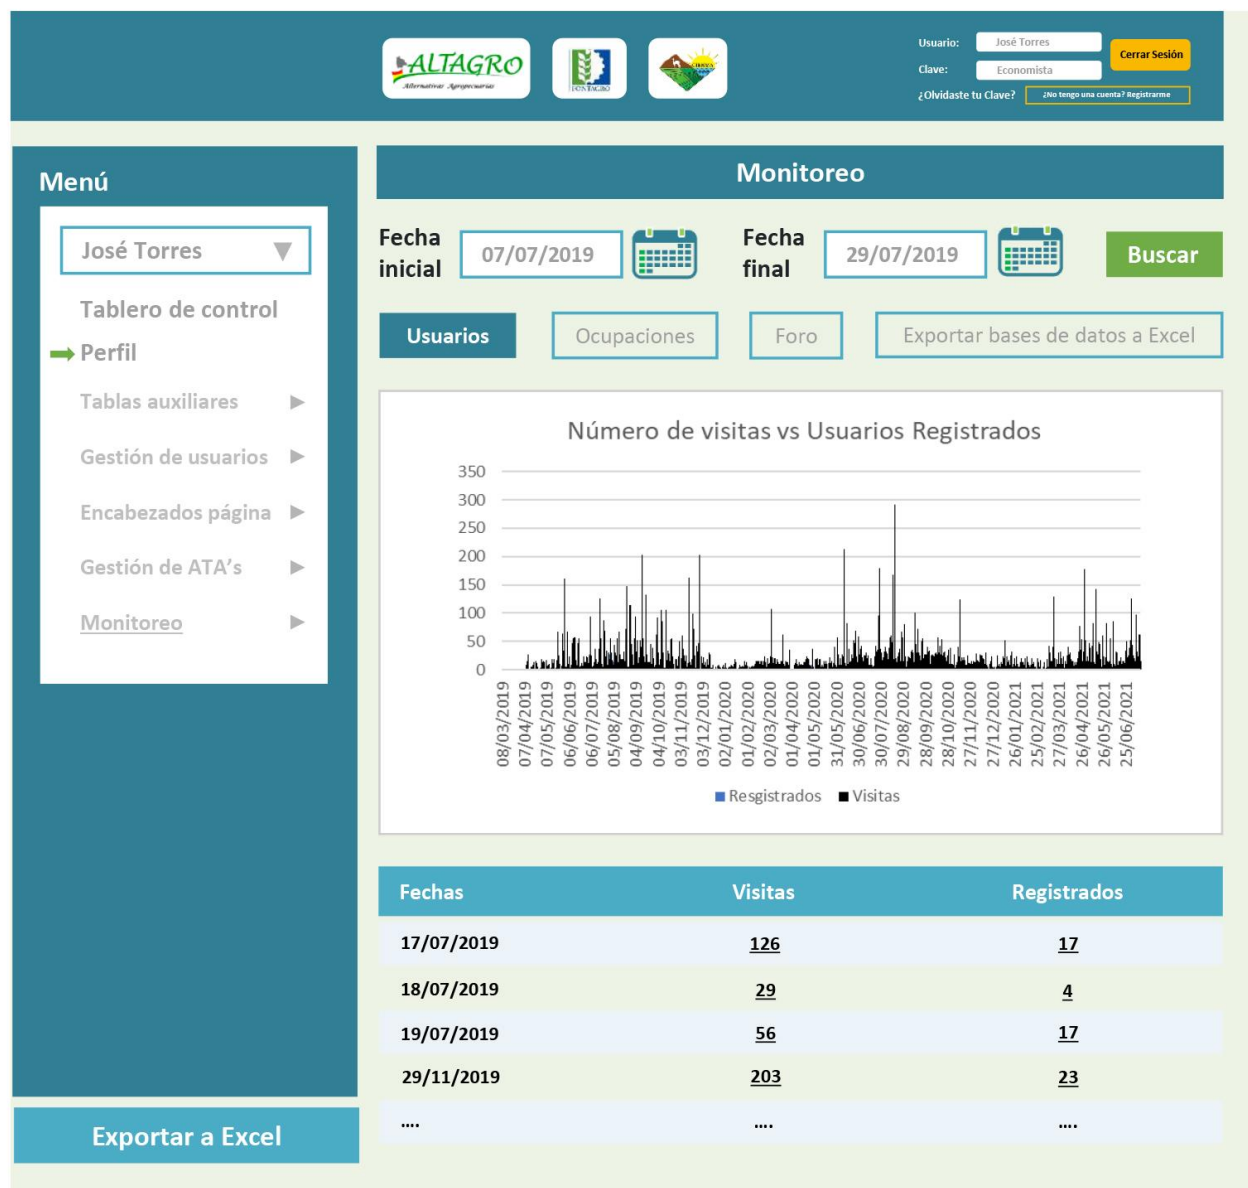 ALTAGRO
Alternativas Agropecuarias
FONTAGRO
Usuario: José Torres
Clave: Economista
Cerrar Sesión
¿Olvidaste tu Clave? ¿No tengo una cuenta? Registrarme
Menú
José Torres
Tablero de control
Perfil
Tablas auxiliares
Gestión de usuarios
Encabezados página
Gestión de ATA’s
Monitoreo
Exportar a Excel
Monitoreo
Fecha inicial 07/07/2019
Fecha final 29/07/2019
Buscar
Usuarios Ocupaciones Foro Exportar bases de datos a Excel
Número de visitas vs Usuarios Registrados
350
300
250
200
150
100
50
0
08/03/2019
07/04/2019
07/05/2019
06/06/2019
06/07/2019
05/08/2019
04/09/2019
04/10/2019
03/11/2019
03/12/2019
02/01/2020
01/02/2020
02/03/2020
01/04/2020
01/05/2020
31/05/2020
30/06/2020
30/07/2020
29/08/2020
28/09/2020
28/10/2020
27/11/2020
27/12/2020
26/01/2021
25/02/2021
27/03/2021
26/04/2021
26/05/2021
25/06/2021
Resgistrados Visitas
Fechas Visitas Registrados
17/07/2019 126 17
18/07/2019 29 4
19/07/2019 56 17
29/11/2019 203 23
.... .... ....